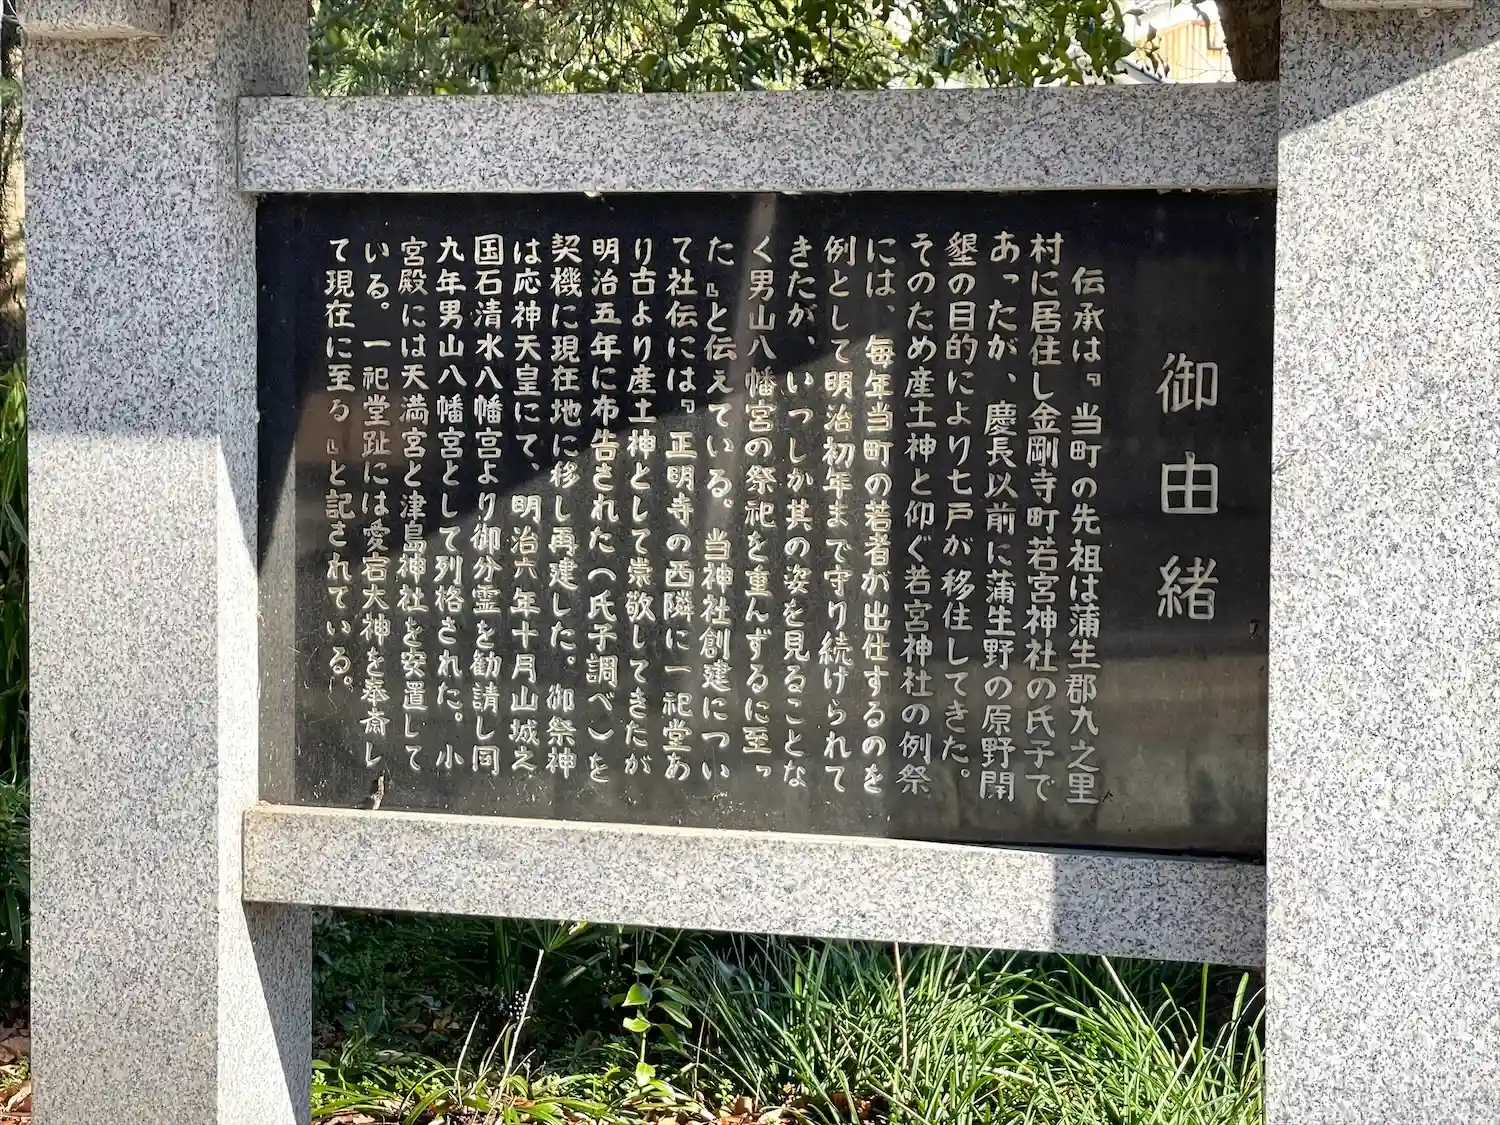 御由緒
伝承は『当町の先祖は蒲生郡九之里
村に居住し金剛寺町若宮神社の氏子で
あったが、慶長以前に蒲生野の原野開
墾の目的により七戸が移住してきた。
そのため産土神と仰ぐ若宮神社の例祭
には、毎年当町の若者が出仕するのを
例として明治初年まで守り続けられて
きたが、いつしか其の姿を見ることな
く男山八幡宮の祭祀を重んずるに至っ
た』と伝えている。当神社創建につい
て社伝には『正明寺の西隣に一祀堂あ
り古より産土神として崇敬してきたが
明治五年に布告された(氏子調べ)を
契機に現在地に移し再建した。御祭神
は応神天皇にて、明治六年十月山城之
国石清水八幡宮より御分霊を勧請し同
九年男山八幡宮として列格された。小
宮殿には天満宮と津島神社を安置して
いる。一祀堂趾には愛宕大神を奉斎し
て現在に至る』と記されている。